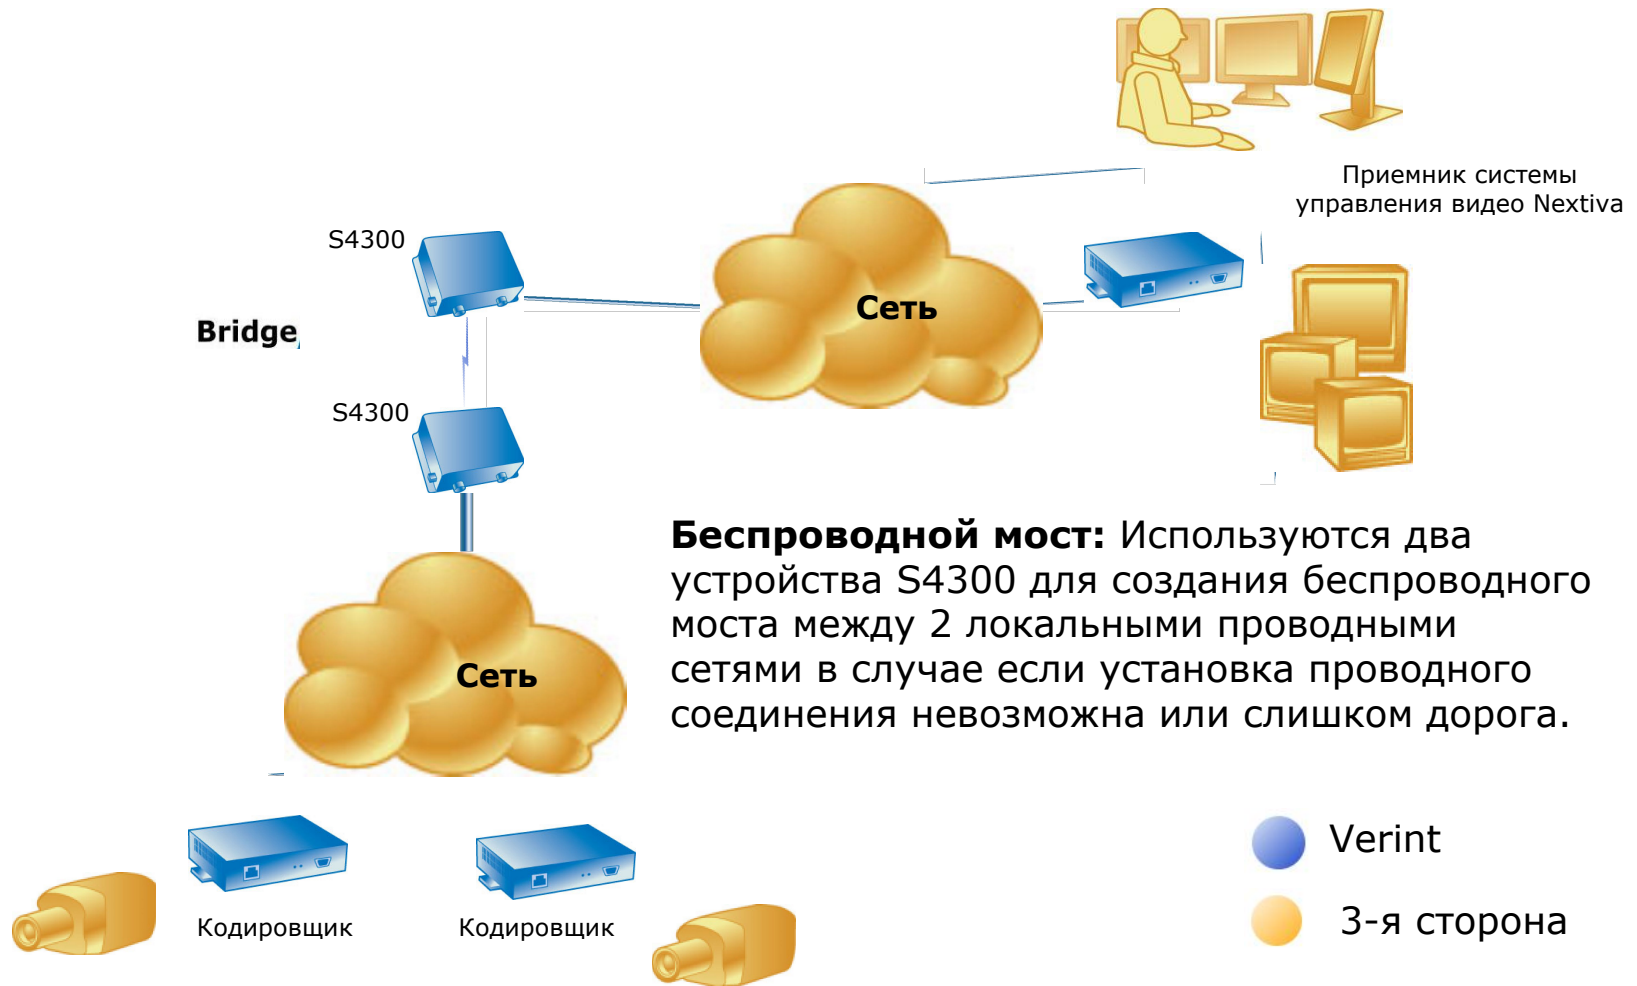 Приемник системы
управления видео Nextiva
S4300
Сеть
Bridge
S4300
Беспроводной мост: Используются два
устройства S4300 для создания беспроводного
моста между 2 локальными проводными
сетями в случае если установка проводного
соединения невозможна или слишком дорога.
Сеть
Verint
Кодировщик
Кодировщик
3-я сторона